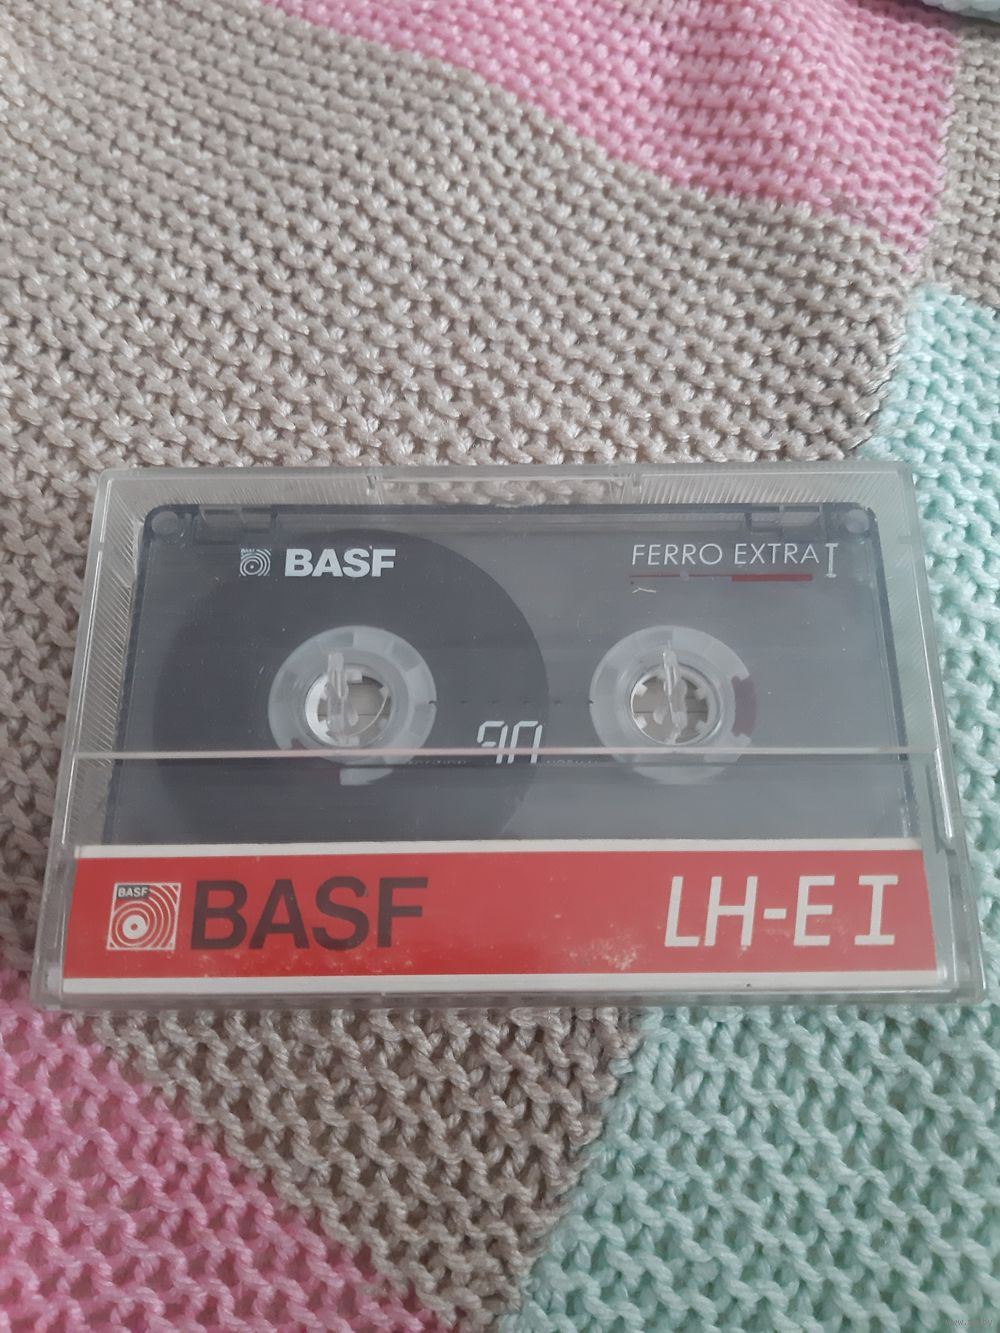 BASF FERRO EXTRA I
90
BASF
BASF LH-E I